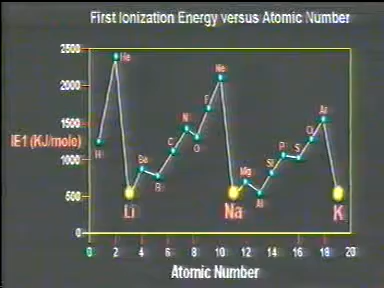 First Ionization Energy versus Atomic Number
2500
He
Ne
2000
Ar
1500
F
N
H
C
O
P
S
Cl
IE1 (KJ/mole)
1000
Be
B
Mg
Si
Al
500
Li
Na
K
0
0 2 4 6 8 10 12 14 16 18 20
Atomic Number